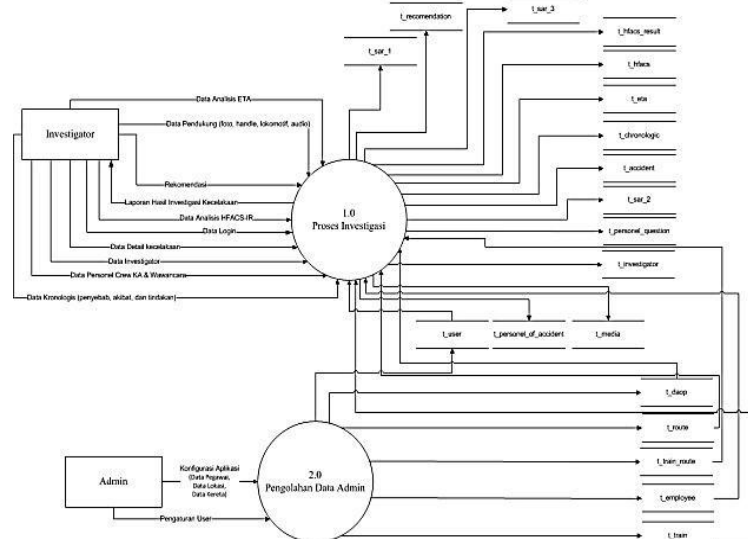 t_recomendation
t_sar_3
t_sar_1
t_hfacs_result
t_hfacs
t_eta
t_chronologic
t_accident
t_sar_2
t_personel_question
t_investigator
Data Analisis ETA
Investigator
Data Pendukung (foto, handle, lokomotif, audio)
Rekomendasi
Laporan Hasil Investigasi Kecelakaan
Data Analisis HFACS-IR
Data Login
Data Detail kecelakaan
Data Investigator
Data Personel Crew KA & Wawancara
Data Kronologis (penyebab, akibat, dan tindakan)
1.0
Proses Investigasi
t_user
t_personel_of_accident
t_media
t_daop
t_route
t_train_route
t_employee
t_train
Admin
Konfigurasi Aplikasi
(Data Pegawai,
Data Lokasi,
Data Kereta)
Pengaturan User
2.0
Pengolahan Data Admin